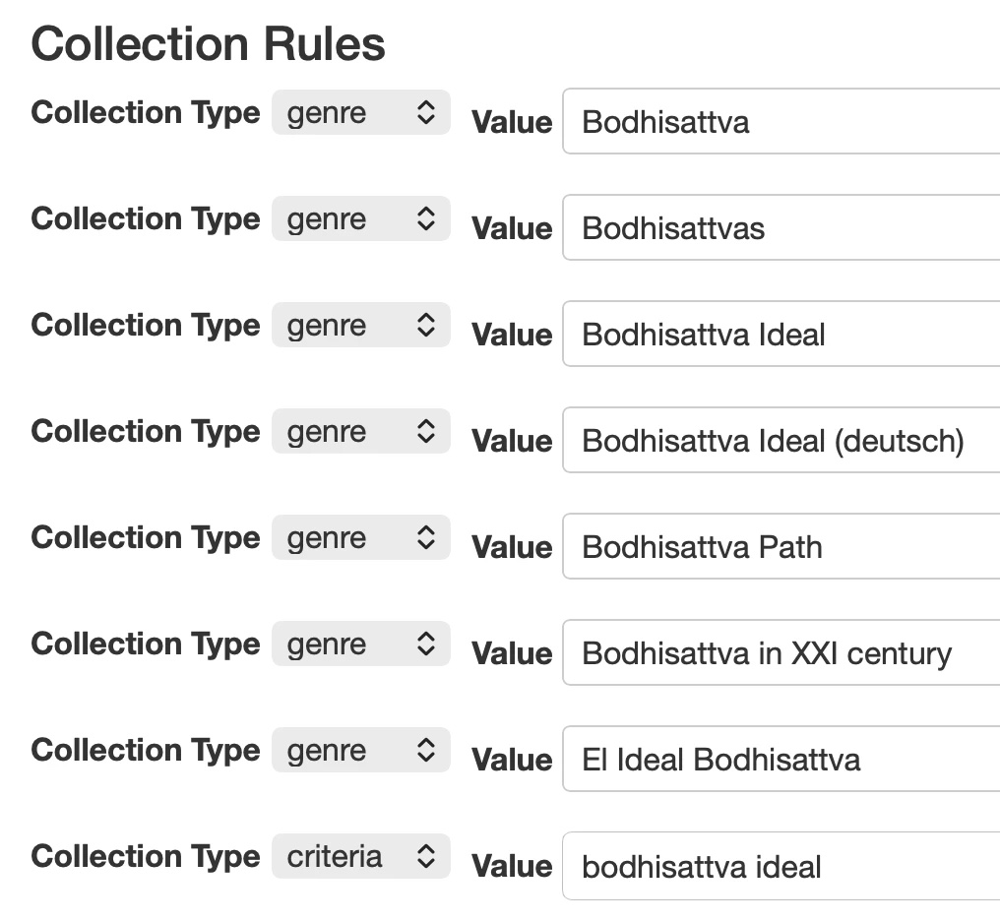 Collection Rules
Collection Type genre Value Bodhisattva
Collection Type genre Value Bodhisattvas
Collection Type genre Value Bodhisattva Ideal
Collection Type genre Value Bodhisattva Ideal (deutsch)
Collection Type genre Value Bodhisattva Path
Collection Type genre Value Bodhisattva in XXI century
Collection Type genre Value El Ideal Bodhisattva
Collection Type criteria Value bodhisattva ideal